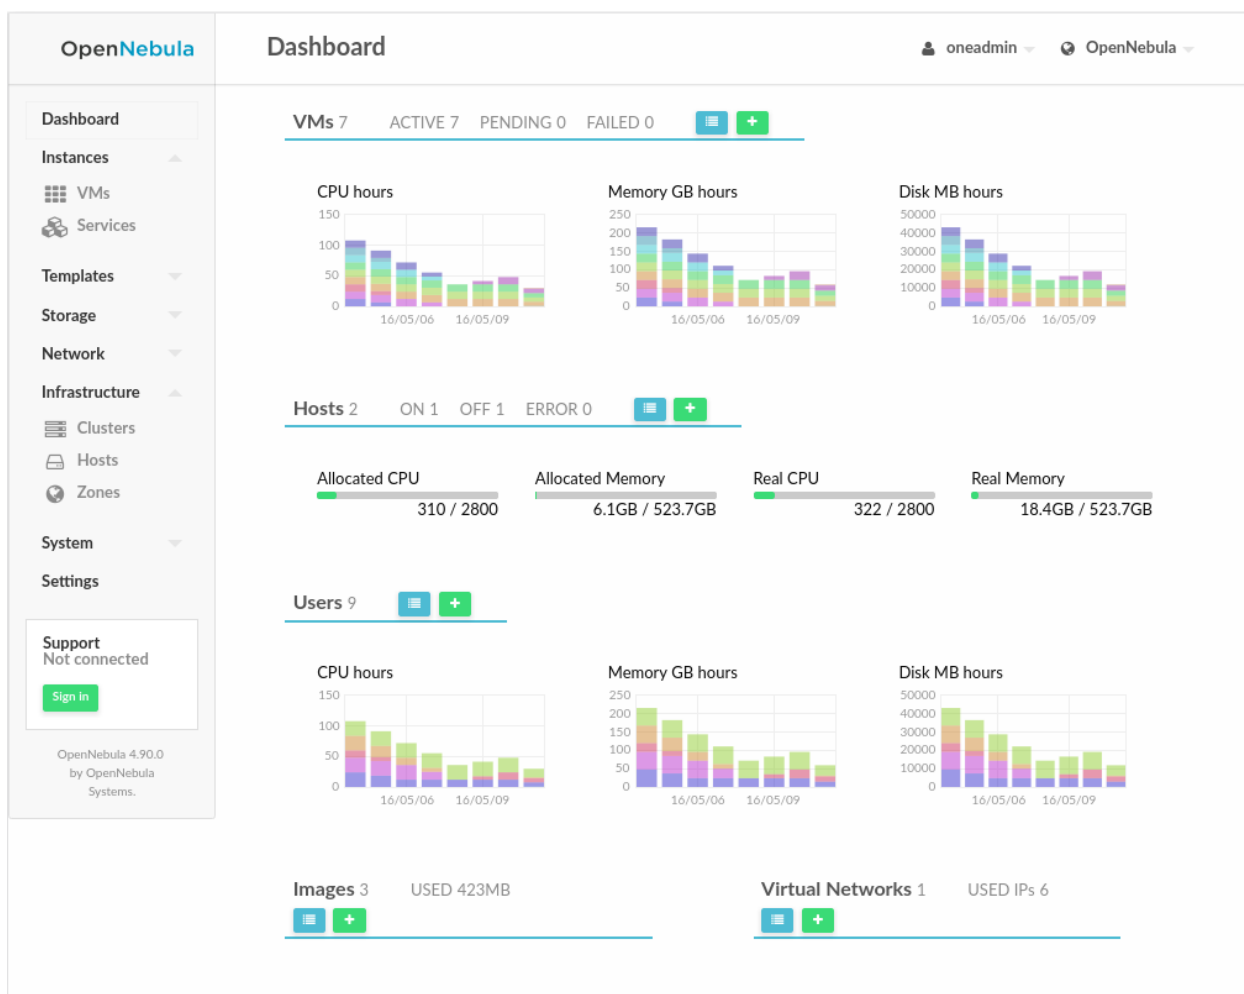 OpenNebula
Dashboard
oneadmin
OpenNebula
Dashboard
Instances
VMs
Services
Templates
Storage
Network
Infrastructure
Clusters
Hosts
Zones
System
Settings
Support
Not connected
Sign in
OpenNebula 4.90.0
by OpenNebula
Systems.
VMs 7 ACTIVE 7 PENDING 0 FAILED 0
CPU hours
150
100
50
0
16/05/06 16/05/09
Memory GB hours
250
200
150
100
50
0
16/05/06 16/05/09
Disk MB hours
50000
40000
30000
20000
10000
0
16/05/06 16/05/09
Hosts 2 ON 1 OFF 1 ERROR 0
Allocated CPU
310 / 2800
Allocated Memory
6.1GB / 523.7GB
Real CPU
322 / 2800
Real Memory
18.4GB / 523.7GB
Users 9
CPU hours
150
100
50
0
16/05/06 16/05/09
Memory GB hours
250
200
150
100
50
0
16/05/06 16/05/09
Disk MB hours
50000
40000
30000
20000
10000
0
16/05/06 16/05/09
Images 3 USED 423MB
Virtual Networks 1 USED IPs 6